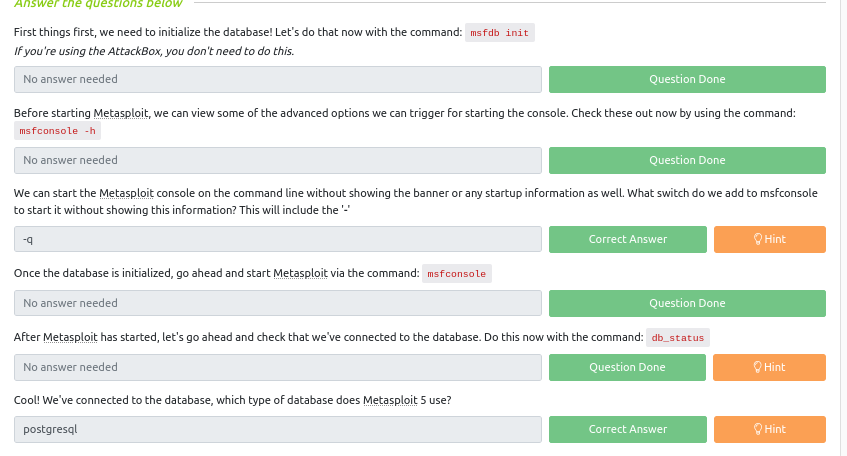 Answer the questions below
First things first, we need to initialize the database! Let's do that now with the command: msfdb init
If you're using the AttackBox, you don't need to do this.
No answer needed
Question Done
Before starting Metasploit, we can view some of the advanced options we can trigger for starting the console. Check these out now by using the command:
msfconsole -h
No answer needed
Question Done
We can start the Metasploit console on the command line without showing the banner or any startup information as well. What switch do we add to msfconsole
to start it without showing this information? This will include the '-'
-q
Correct Answer
Hint
Once the database is initialized, go ahead and start Metasploit via the command: msfconsole
No answer needed
Question Done
After Metasploit has started, let's go ahead and check that we've connected to the database. Do this now with the command: db_status
No answer needed
Question Done
Hint
Cool! We've connected to the database, which type of database does Metasploit 5 use?
postgresql
Correct Answer
Hint